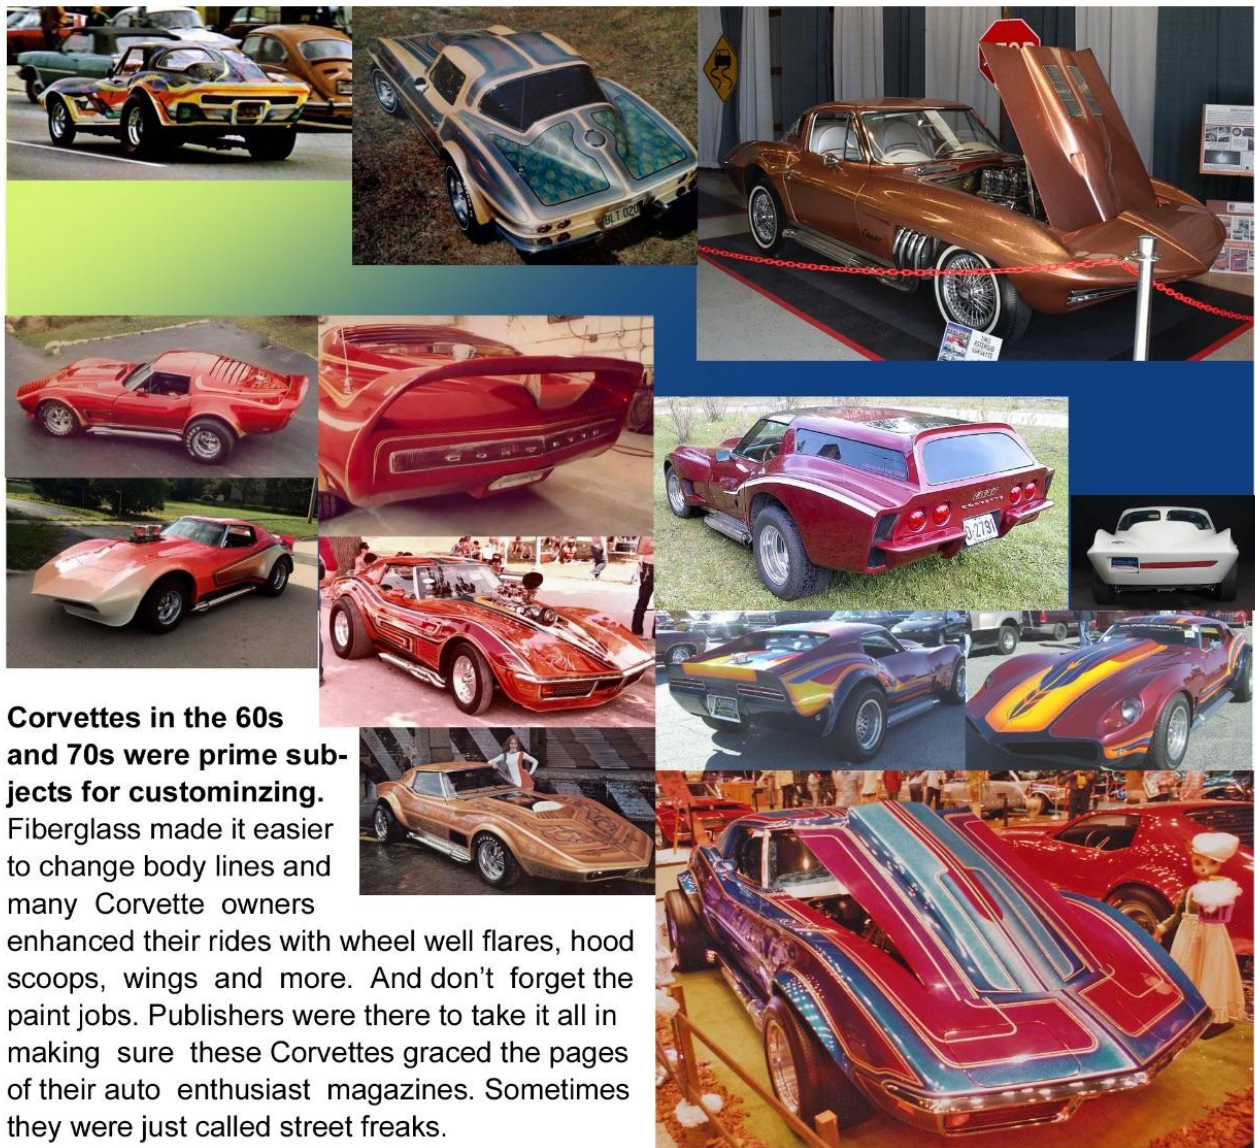 BLT 020
Corvettes in the 60s
and 70s were prime sub-
jects for custominzing.
Fiberglass made it easier
to change body lines and
many Corvette owners
enhanced their rides with wheel well flares, hood
scoops, wings and more. And don’t forget the
paint jobs. Publishers were there to take it all in
making sure these Corvettes graced the pages
of their auto enthusiast magazines. Sometimes
they were just called street freaks.